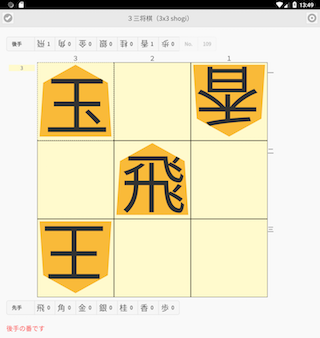 13:49
3三将棋（3x3 shogi）
後手 飛 1 角 0 金 0 銀 0 桂 0 香 1 歩 0 No.
3
3 2 1
玉 香 一
飛 二
王 三
先手 飛 0 角 0 金 0 銀 0 桂 0 香 0 歩 0
後手の番です